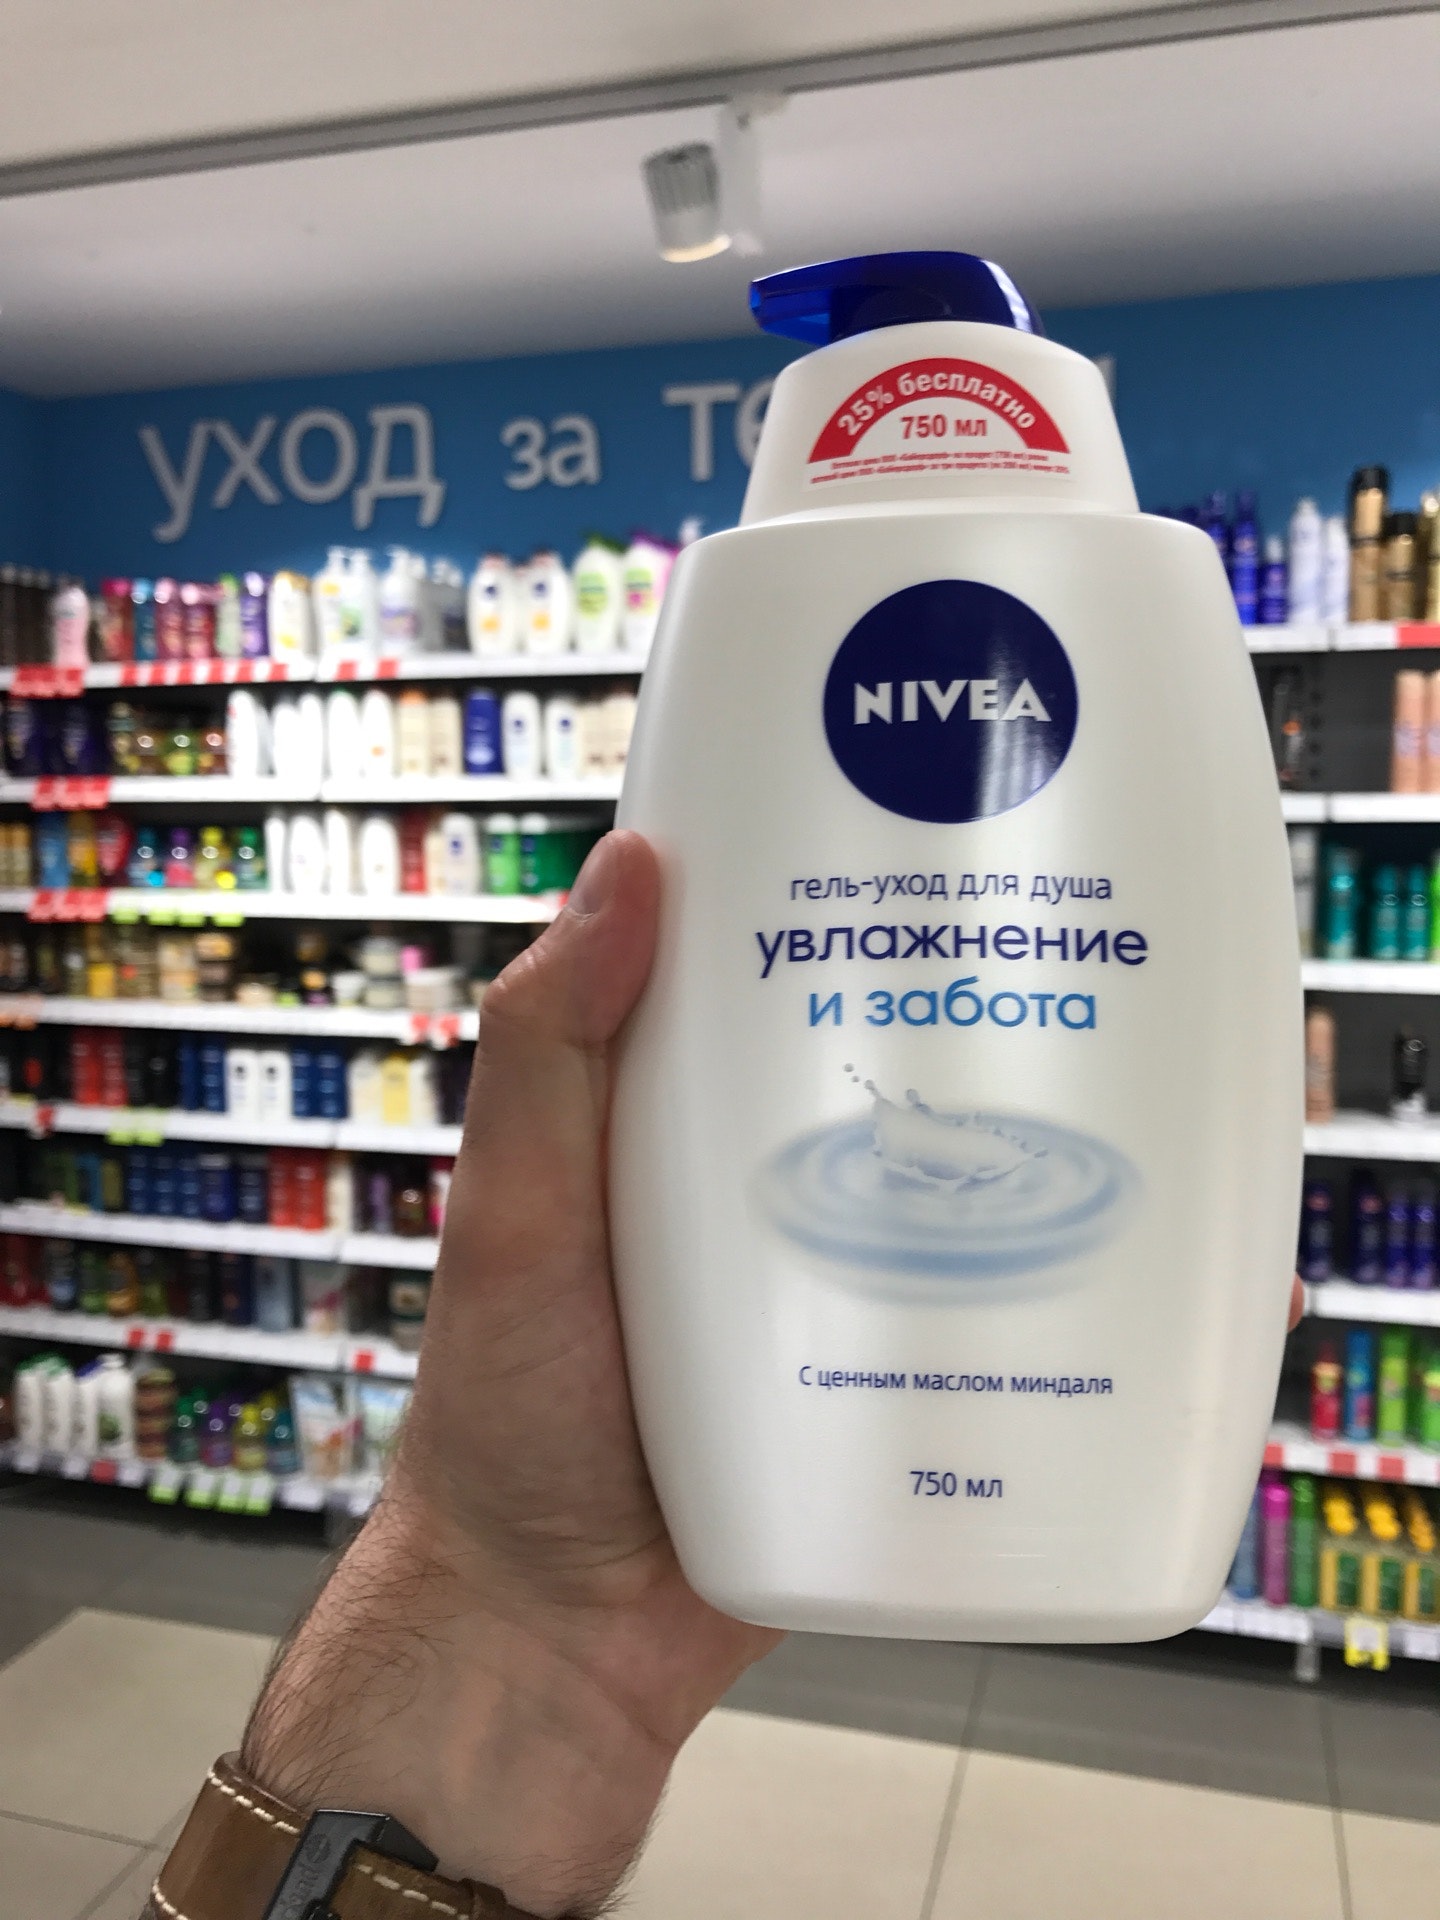 уход за те
25% бесплатно
750 мл
NIVEA
гель-уход для душа
увлажнение
и забота
С ценным маслом миндаля
750 мл